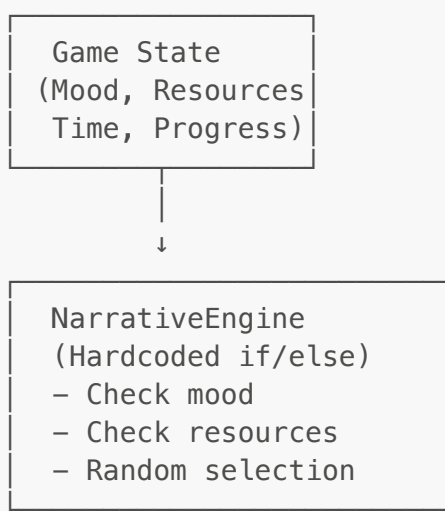 Game State
(Mood, Resources
Time, Progress)
↓
NarrativeEngine
(Hardcoded if/else)
- Check mood
- Check resources
- Random selection